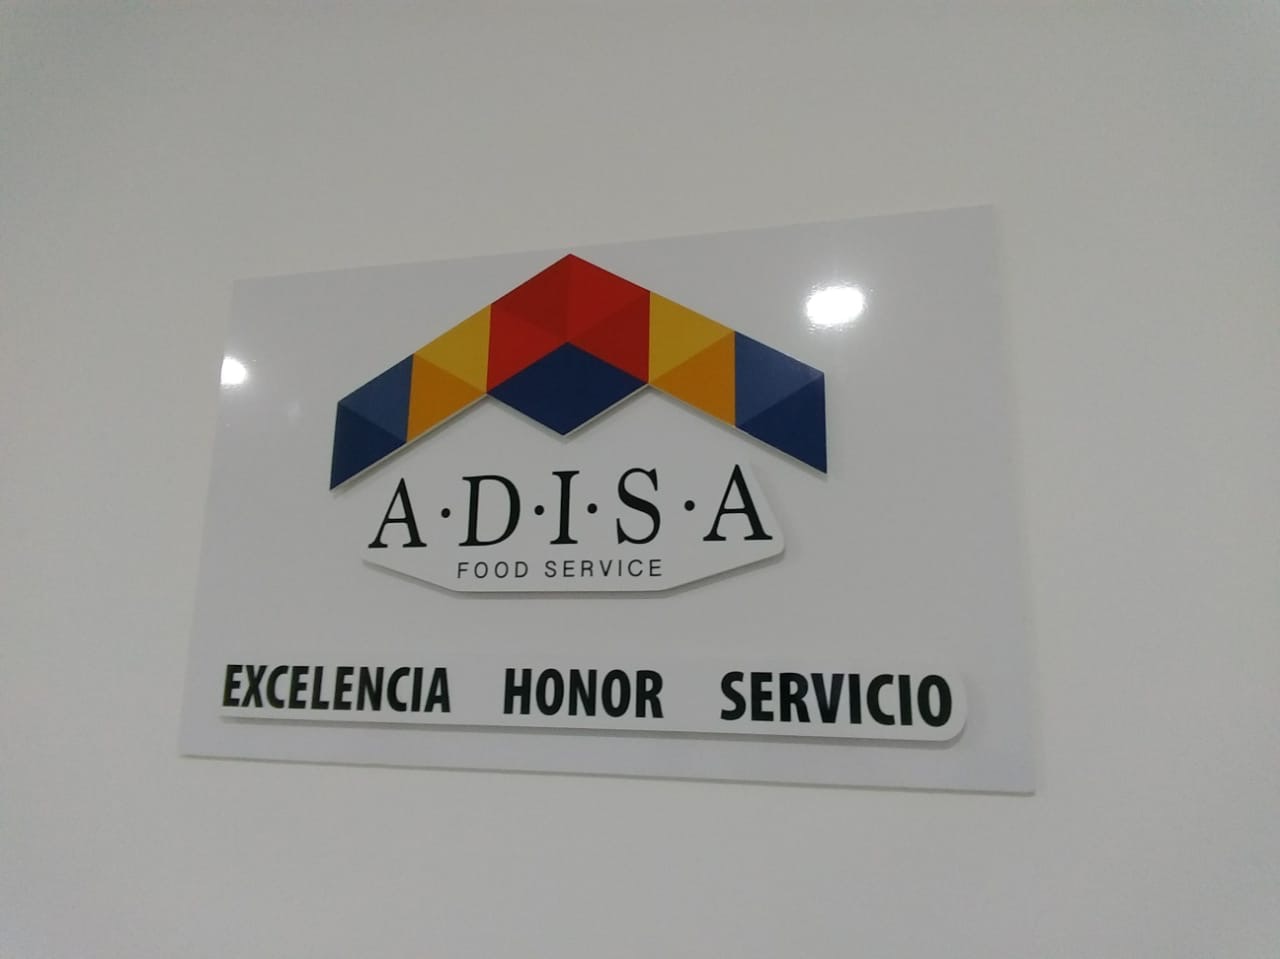 A·D·I·S·A
FOOD SERVICE
EXCELENCIA HONOR SERVICIO